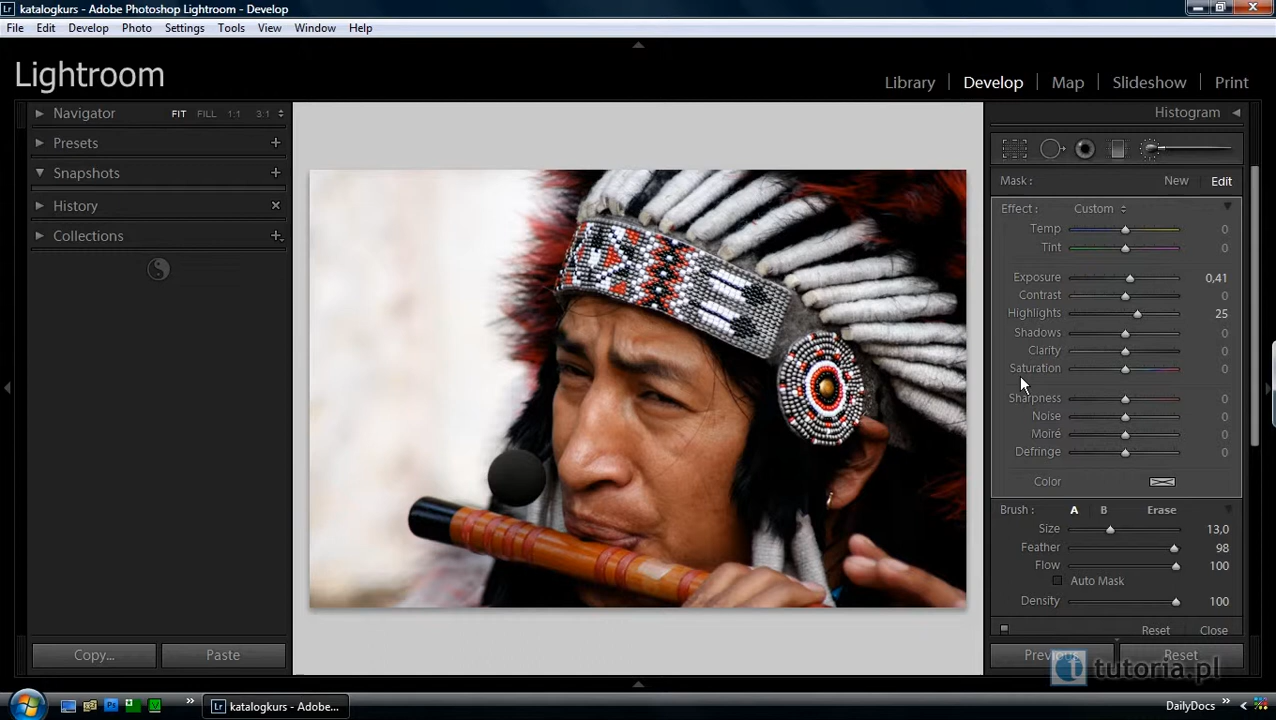 katalogkurs - Adobe Photoshop Lightroom - Develop
File Edit Develop Photo Settings Tools View Window Help
Lightroom
Library Develop Map Slideshow Print
Navigator FIT FILL 1:1 3:1
Presets
Snapshots
History
Collections
Copy...
Paste
Histogram
Mask : New Edit
Effect : Custom
Temp 0
Tint 0
Exposure 0,41
Contrast 0
Highlights 25
Shadows 0
Clarity 0
Saturation 0
Sharpness 0
Noise 0
Moiré 0
Defringe 0
Color
Brush : A B Erase
Size 13,0
Feather 98
Flow 100
Auto Mask
Density 100
Reset Close
Previous Reset
tutoria.pl
katalogkurs - Adobe...
DailyDocs